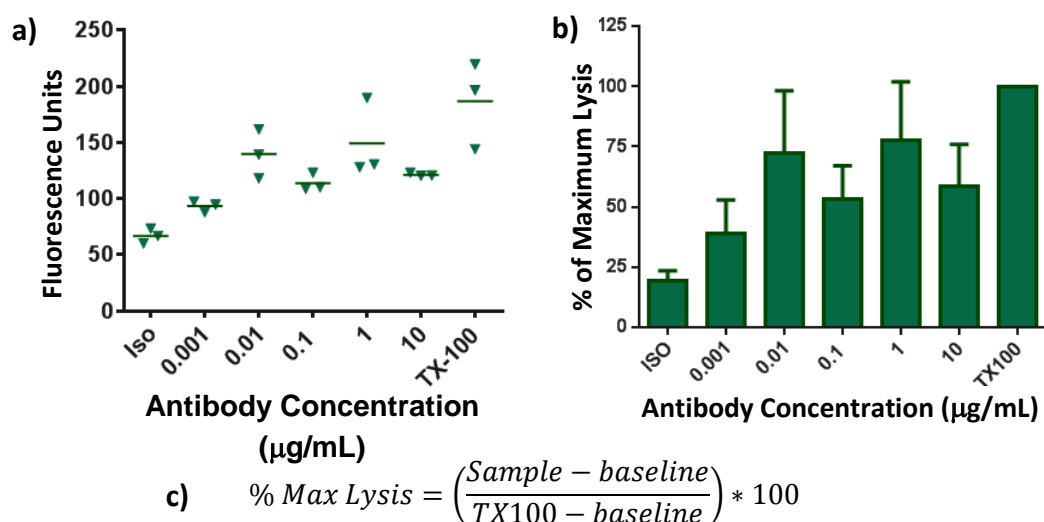 a)
Fluorescence Units
250
200
150
100
50
0
Iso
0.001
0.01
0.1
1
10
TX-100
Antibody Concentration
(μg/mL)
b)
% of Maximum Lysis
125
100
75
50
25
0
ISO
0.001
0.01
0.1
1
10
TX100
Antibody Concentration (μg/mL)
c) % Max Lysis = (Sample − baseline / TX100 − baseline) * 100